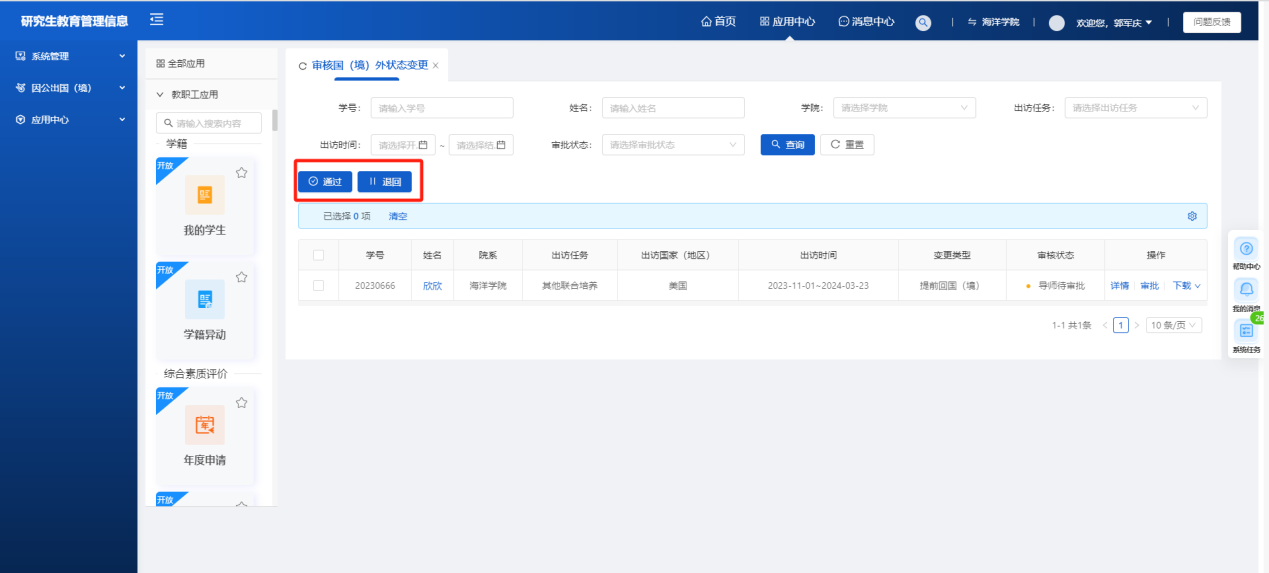 研究生教育管理信息
首页 应用中心 消息中心 海洋学院 欢迎您, 郭军庆 问题反馈
系统管理
因公出国（境）
应用中心
全部应用
教职工应用
请输入搜索内容
学籍
开放
我的学生
开放
学籍异动
综合素质评价
开放
年度申请
开放
审核国（境）外状态变更 ×
学号: 请输入学号 姓名: 请输入姓名 学院: 请选择学院 出访任务: 请选择出访任务
出访时间: 请选择开 ~ 请选择结 审批状态: 请选择审批状态 查询 重置
通过 退回
已选择 0 项 清空
学号 姓名 院系 出访任务 出访国家（地区） 出访时间 变更类型 审核状态 操作
20230666 欣欣 海洋学院 其他联合培养 美国 2023-11-01~2024-03-23 提前回国（境） 导师待审批 详情 审批 下载
1-1 共1条 < 1 > 10 条/页
帮助中心
我的消息
26
系统任务